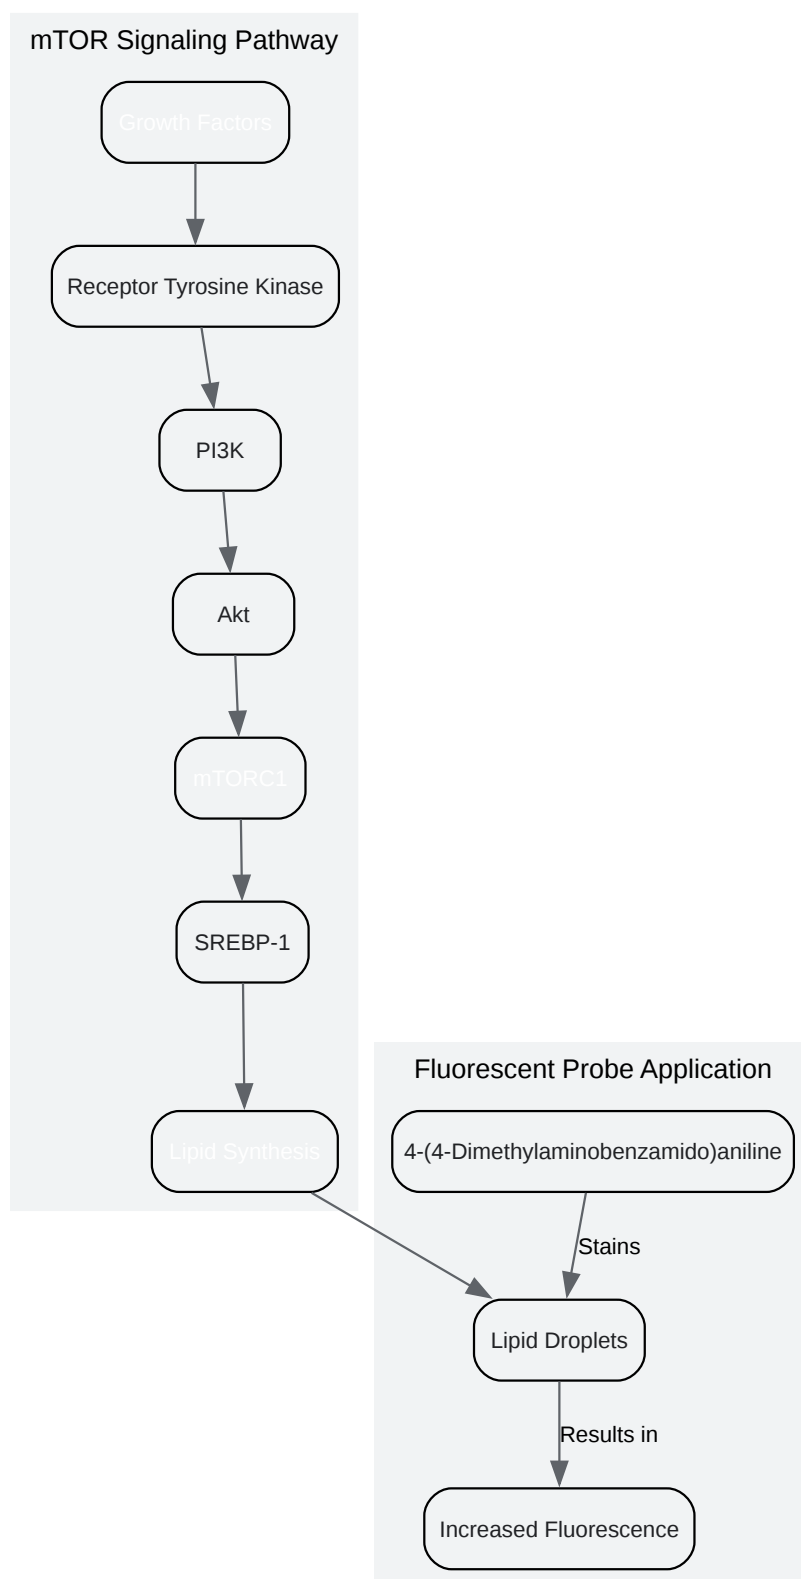 mTOR Signaling Pathway
Growth Factors
Receptor Tyrosine Kinase
PI3K
Akt
mTORC1
SREBP-1
Lipid Synthesis
Fluorescent Probe Application
4-(4-Dimethylaminobenzamido)aniline
Stains
Lipid Droplets
Results in
Increased Fluorescence